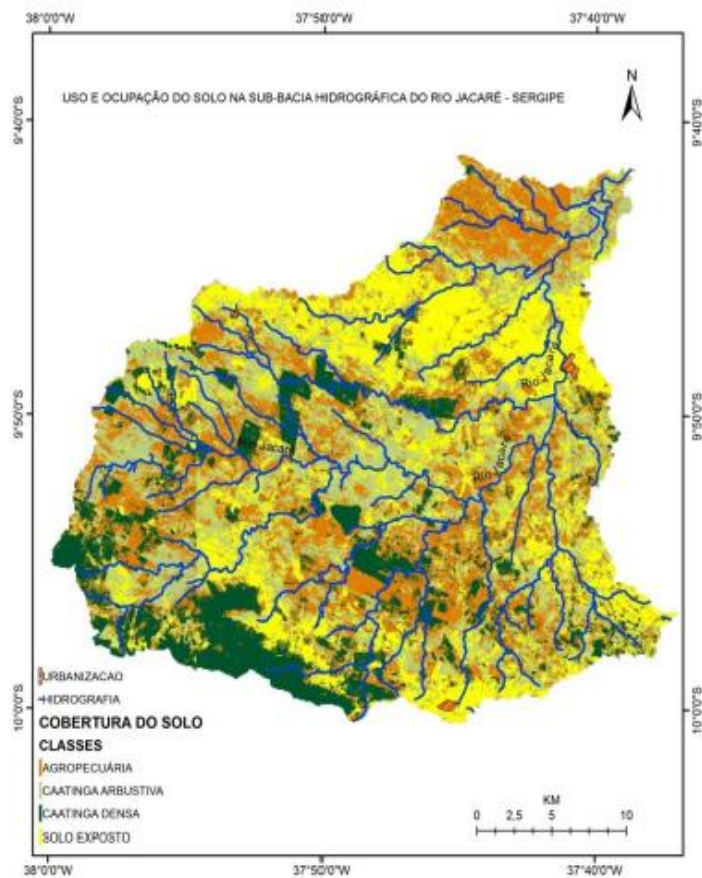 38°0'0"W 37°50'0"W 37°40'0"W
USO E OCUPAÇÃO DO SOLO NA SUB-BACIA HIDROGRÁFICA DO RIO JACARÉ - SERGIPE
N
9°40'0"S 9°40'0"S
Rio Jacaré
9°50'0"S 9°50'0"S
Jacaré
Rio Jacaré
URBANIZACAO
HIDROGRAFIA
10°0'0"S 10°0'0"S
COBERTURA DO SOLO
CLASSES
AGROPECUÁRIA
CAATINGA ARBUSTIVA
CAATINGA DENSA
SOLO EXPOSTO
KM
0 2,5 5 10
38°0'0"W 37°50'0"W 37°40'0"W